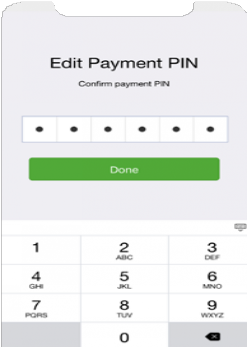 Edit Payment PIN
Confirm payment PIN
Done
1
2
3
ABC
DEF
4
5
6
GHI
JKL
MNO
7
8
9
PQRS
TUV
WXYZ
0